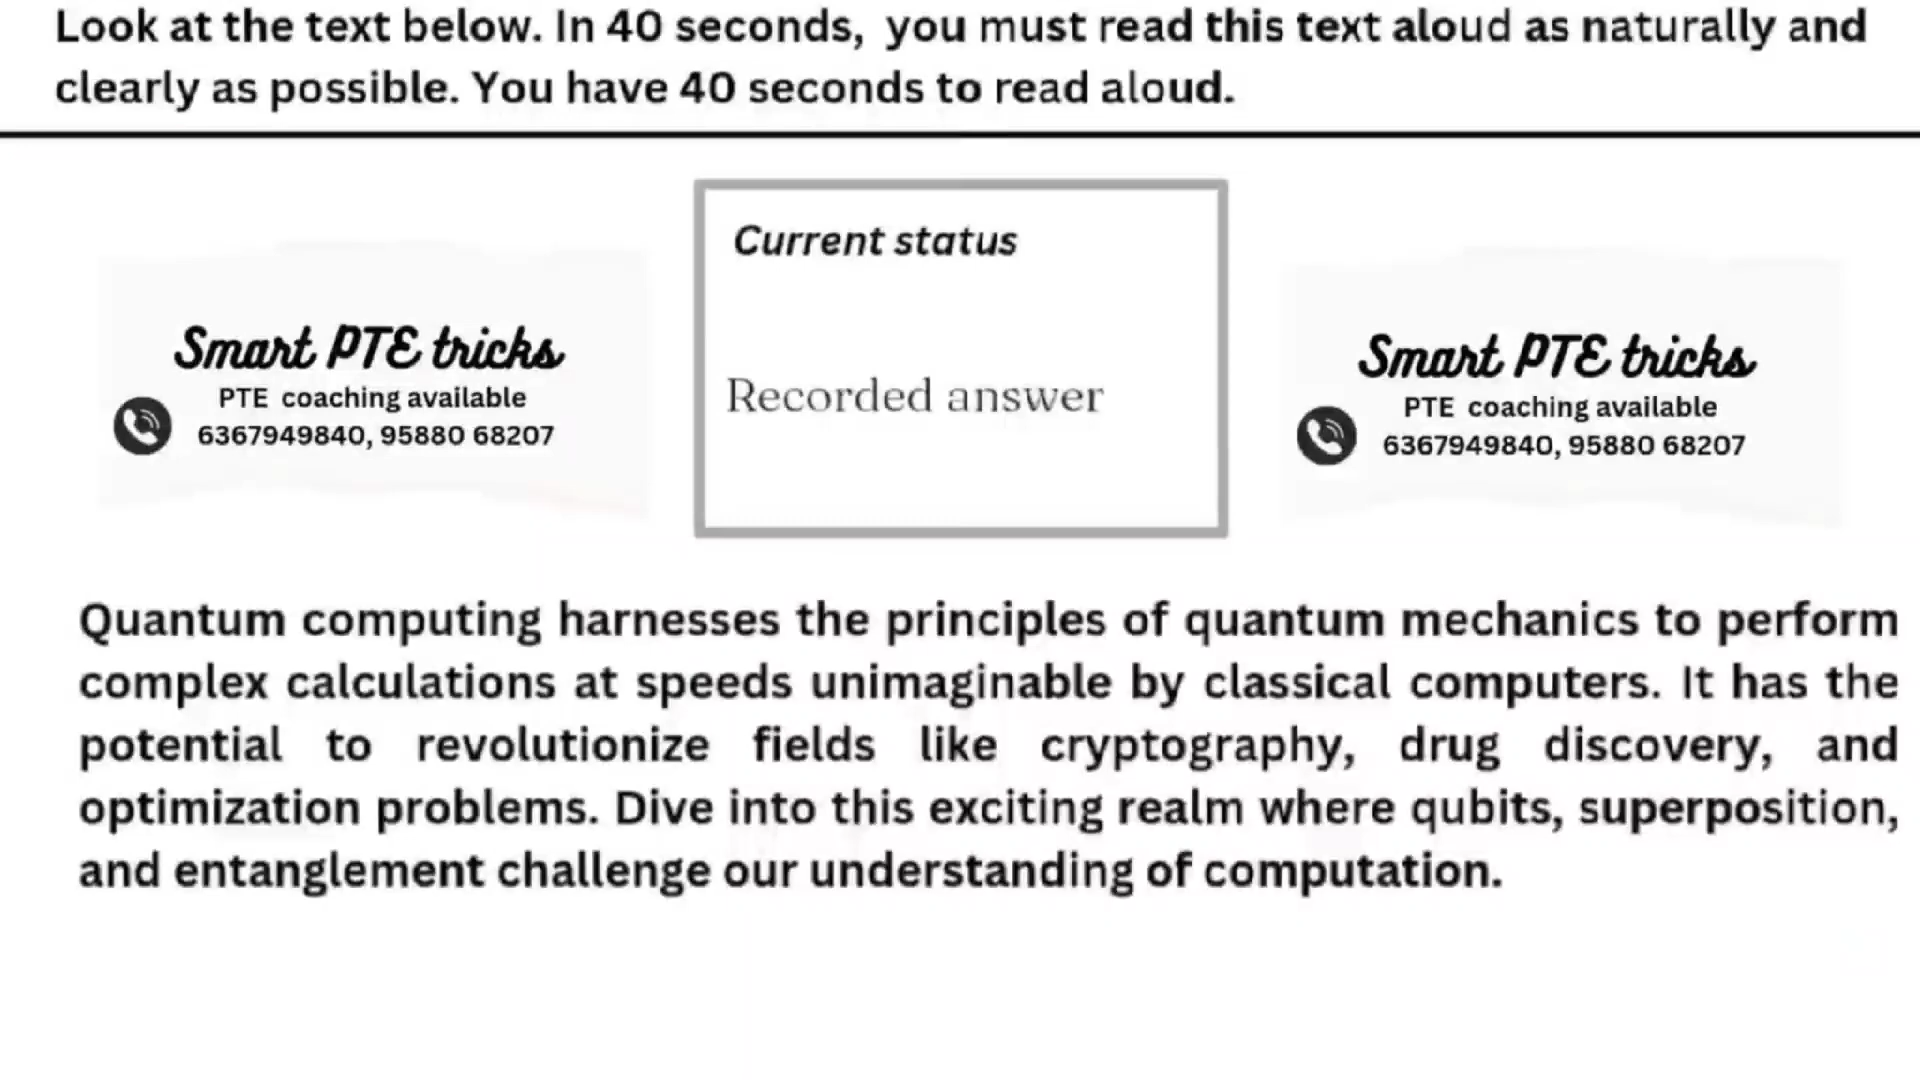 Look at the text below. In 40 seconds, you must read this text aloud as naturally and
clearly as possible. You have 40 seconds to read aloud.
Current status
Recorded answer
Smart PTE tricks
PTE coaching available
6367949840, 95880 68207
Smart PTE tricks
PTE coaching available
6367949840, 95880 68207
Quantum computing harnesses the principles of quantum mechanics to perform
complex calculations at speeds unimaginable by classical computers. It has the
potential to revolutionize fields like cryptography, drug discovery, and
optimization problems. Dive into this exciting realm where qubits, superposition,
and entanglement challenge our understanding of computation.